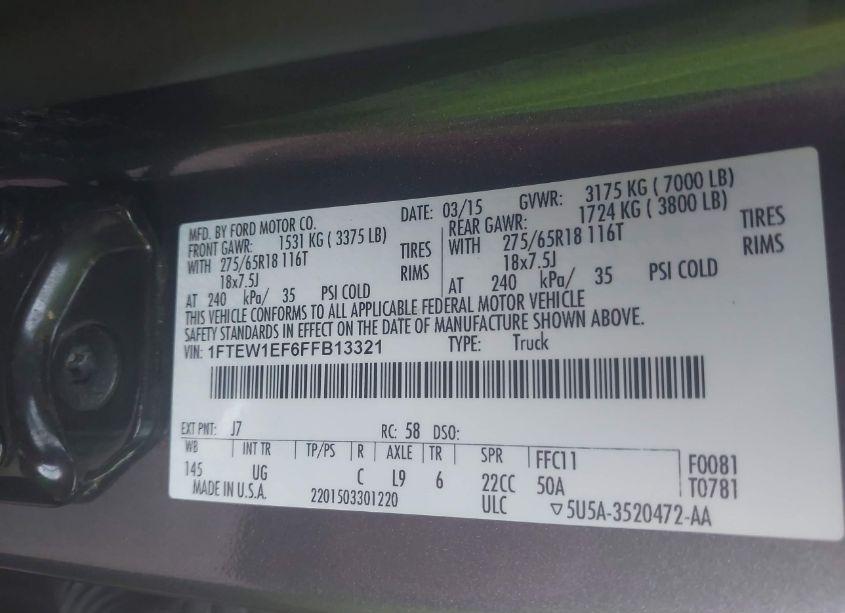 MFD. BY FORD MOTOR CO. DATE: 03/15 GVWR: 3175 KG ( 7000 LB)
FRONT GAWR: 1531 KG ( 3375 LB) REAR GAWR: 1724 KG ( 3800 LB)
WITH 275/65R18 116T TIRES WITH 275/65R18 116T TIRES
18x7.5J RIMS 18x7.5J RIMS
AT 240 kPa/ 35 PSI COLD AT 240 kPa/ 35 PSI COLD
THIS VEHICLE CONFORMS TO ALL APPLICABLE FEDERAL MOTOR VEHICLE
SAFETY STANDARDS IN EFFECT ON THE DATE OF MANUFACTURE SHOWN ABOVE.
VIN: 1FTEW1EF6FFB13321 TYPE: Truck
EXT PNT: J7 RC: 58 DSO:
WB INT TR TP/PS R AXLE TR SPR FFC11 F0081
145 UG C L9 6 22CC 50A T0781
MADE IN U.S.A. 2201503301220 ULC ▽5U5A-3520472-AA